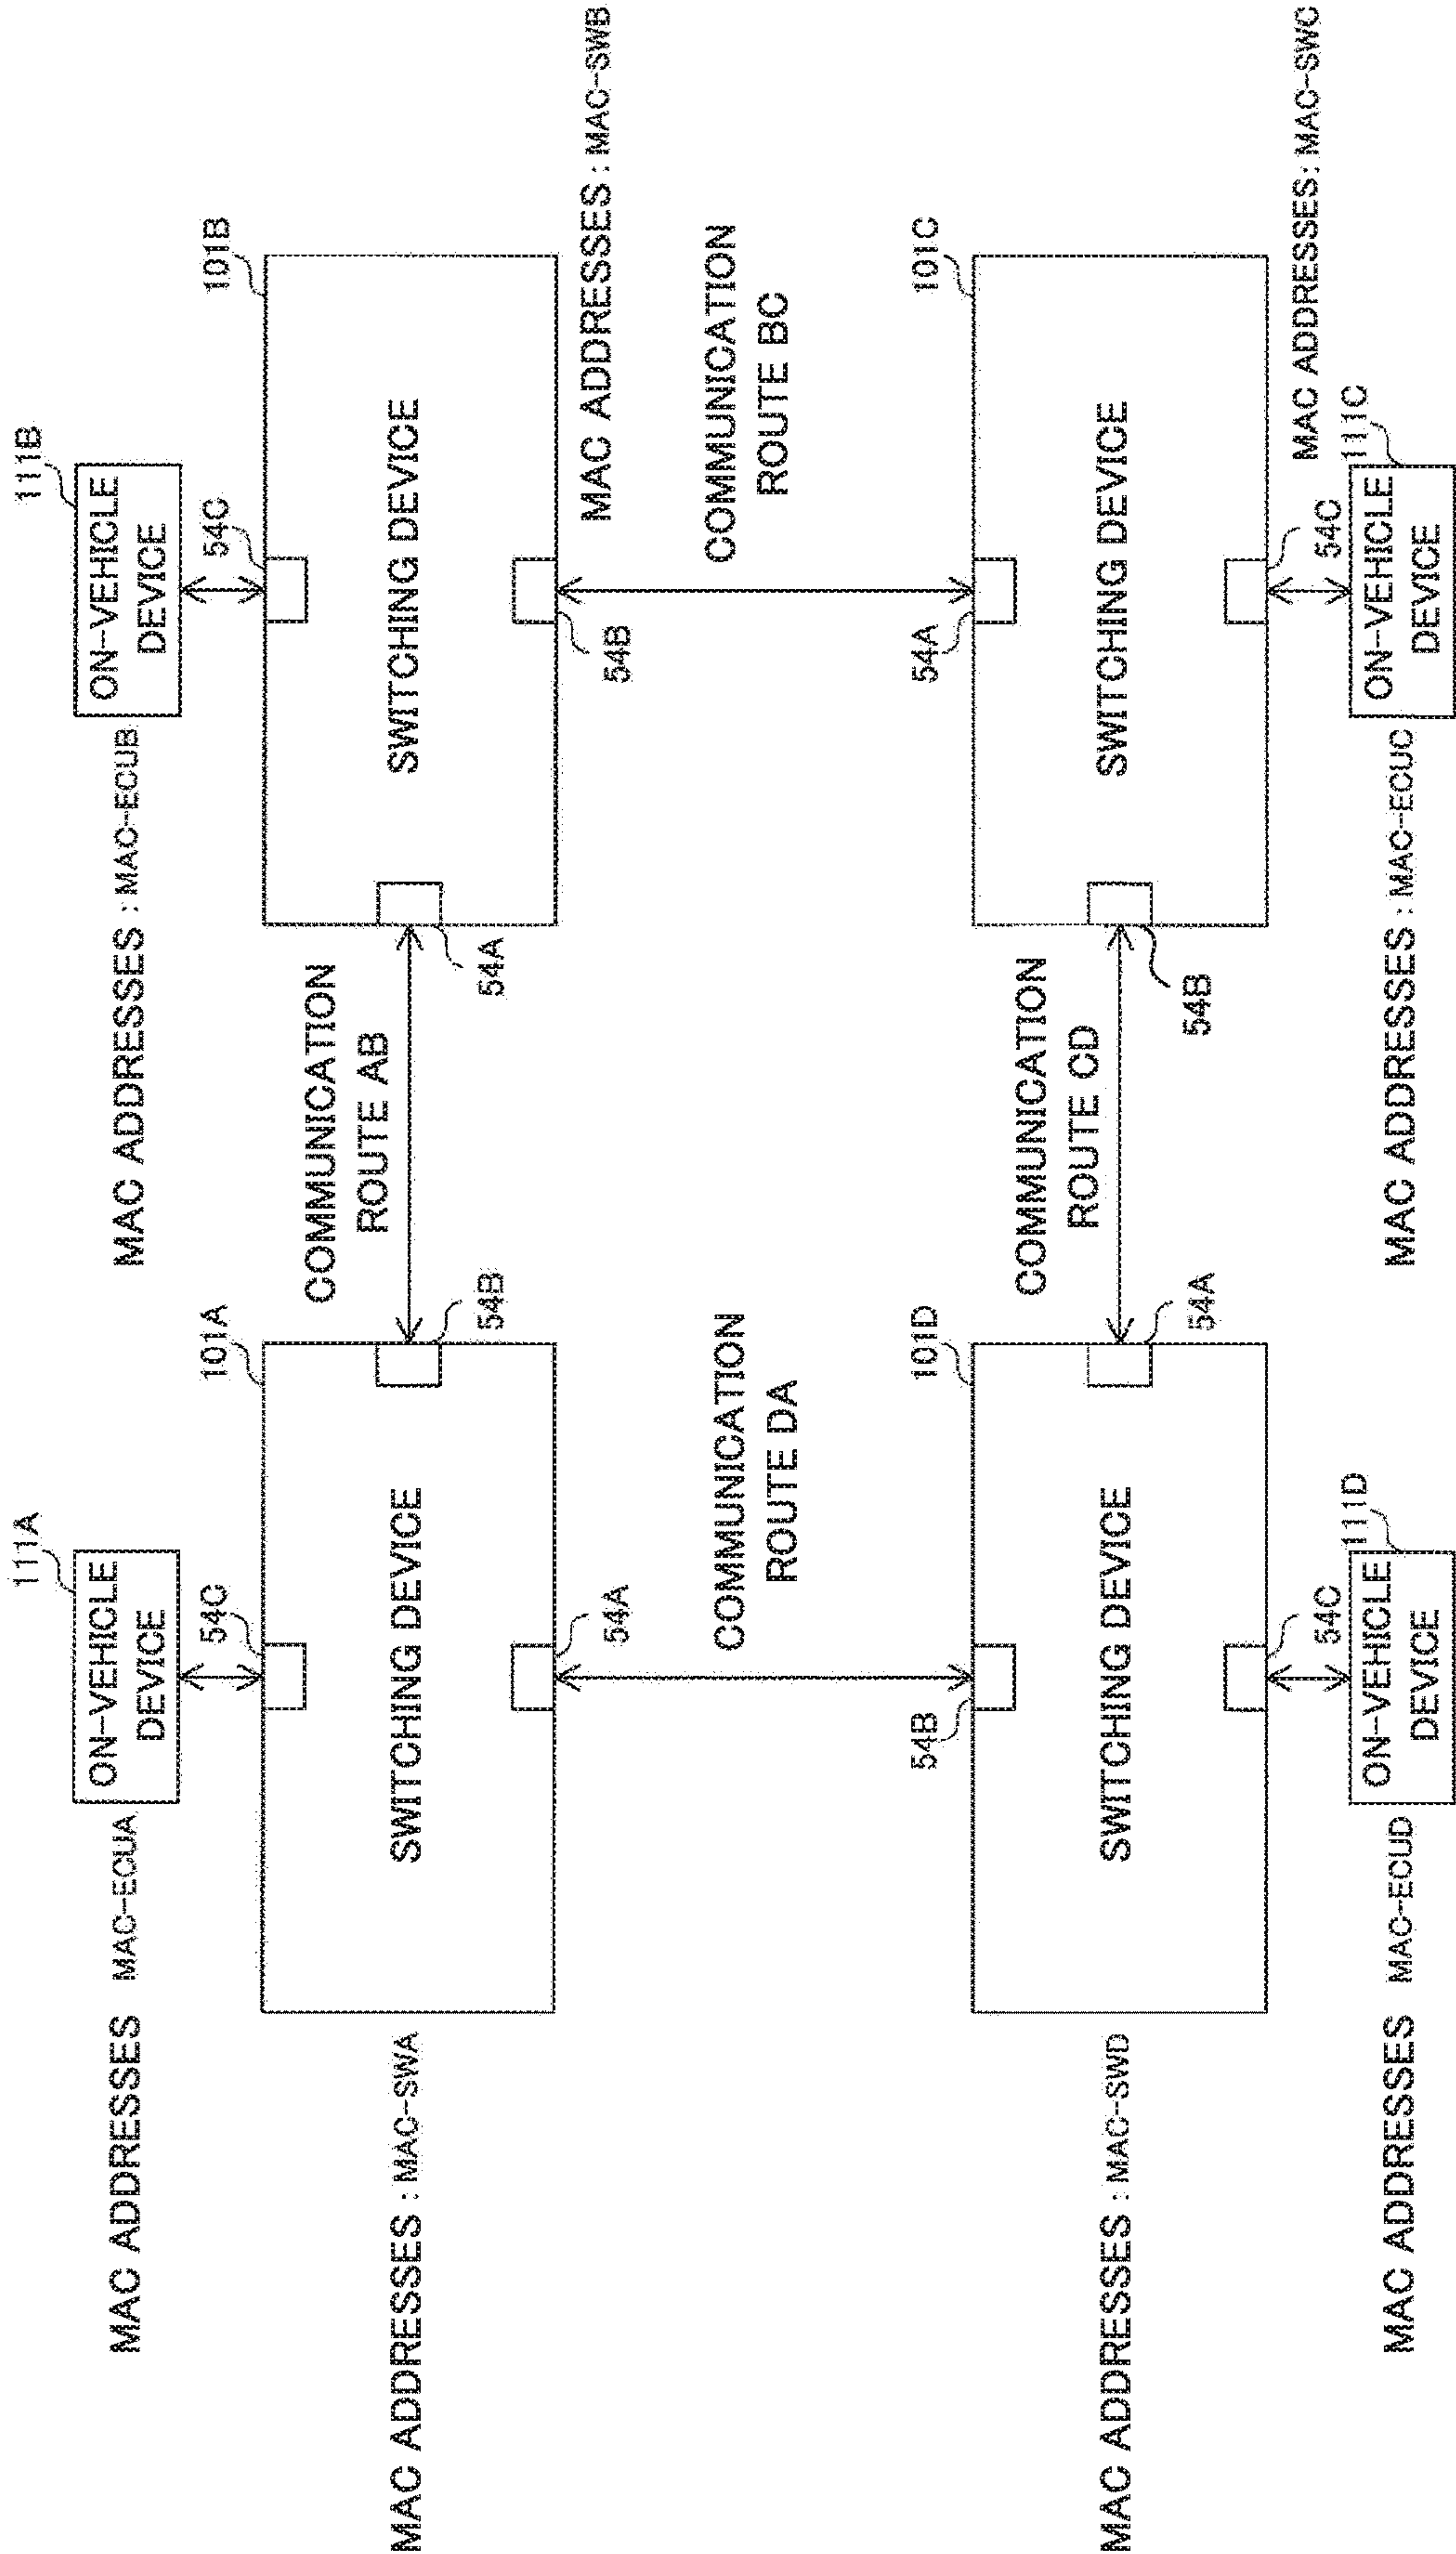 111A
111B
MAC ADDRESSES MAC-ECUA
ON-VEHICLE
DEVICE
MAC ADDRESSES : MAC-ECUB
ON-VEHICLE
DEVICE
54C
101A
54C
101B
COMMUNICATION
ROUTE AB
MAC ADDRESSES : MAC-SWA
SWITCHING DEVICE
54B
54A
SWITCHING DEVICE
54A
54B
MAC ADDRESSES : MAC-SWB
COMMUNICATION
ROUTE DA
COMMUNICATION
ROUTE BC
54B
101D
54A
101C
COMMUNICATION
ROUTE CD
MAC ADDRESSES : MAC-SWD
SWITCHING DEVICE
54A
54B
SWITCHING DEVICE
MAC ADDRESSES : MAC-SWC
54C
111D
54C
111C
MAC ADDRESSES MAC-ECUD
ON-VEHICLE
DEVICE
MAC ADDRESSES : MAC-ECUC
ON-VEHICLE
DEVICE